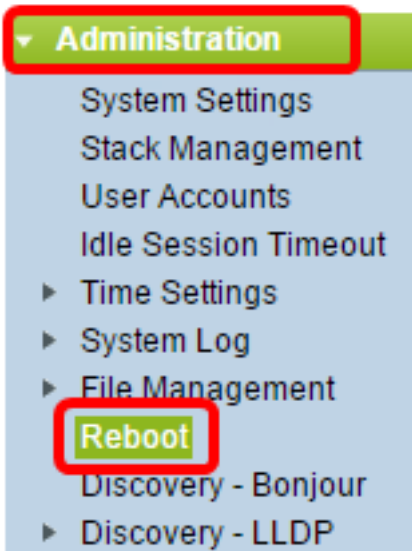 Administration
System Settings
Stack Management
User Accounts
Idle Session Timeout
Time Settings
System Log
File Management
Reboot
Discovery - Bonjour
Discovery - LLDP